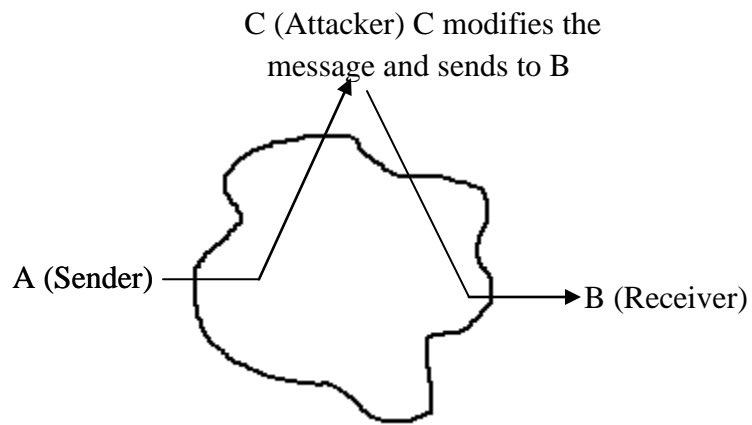 C (Attacker) C modifies the
message and sends to B
A (Sender)
B (Receiver)